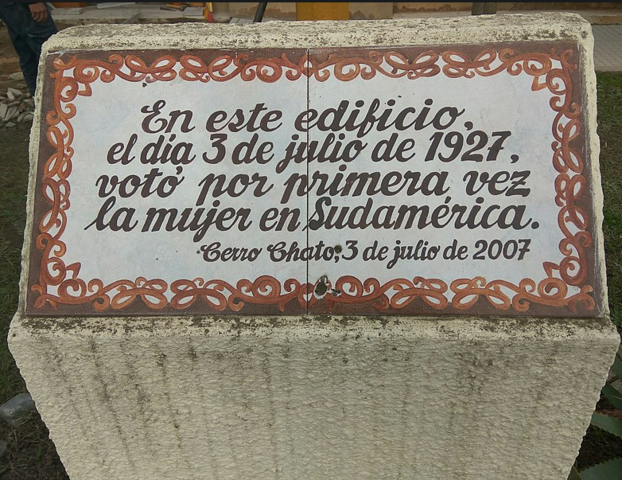 En este edificio,
el día 3 de julio de 1927,
votó por primera vez
la mujer en Sudamérica.
Cerro Chato, 3 de julio de 2007